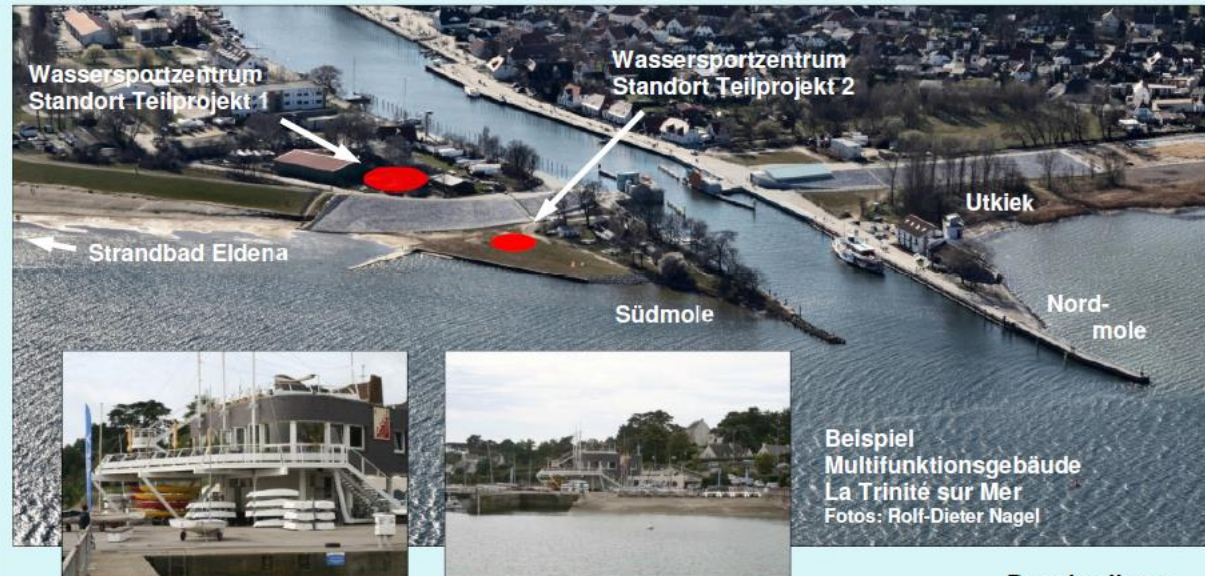 Wassersportzentrum
Standort Teilprojekt 1
Wassersportzentrum
Standort Teilprojekt 2
Utkiek
Strandbad Eldena
Südmole
Nord-
mole
Beispiel
Multifunktionsgebäude
La Trinité sur Mer
Fotos: Rolf-Dieter Nagel